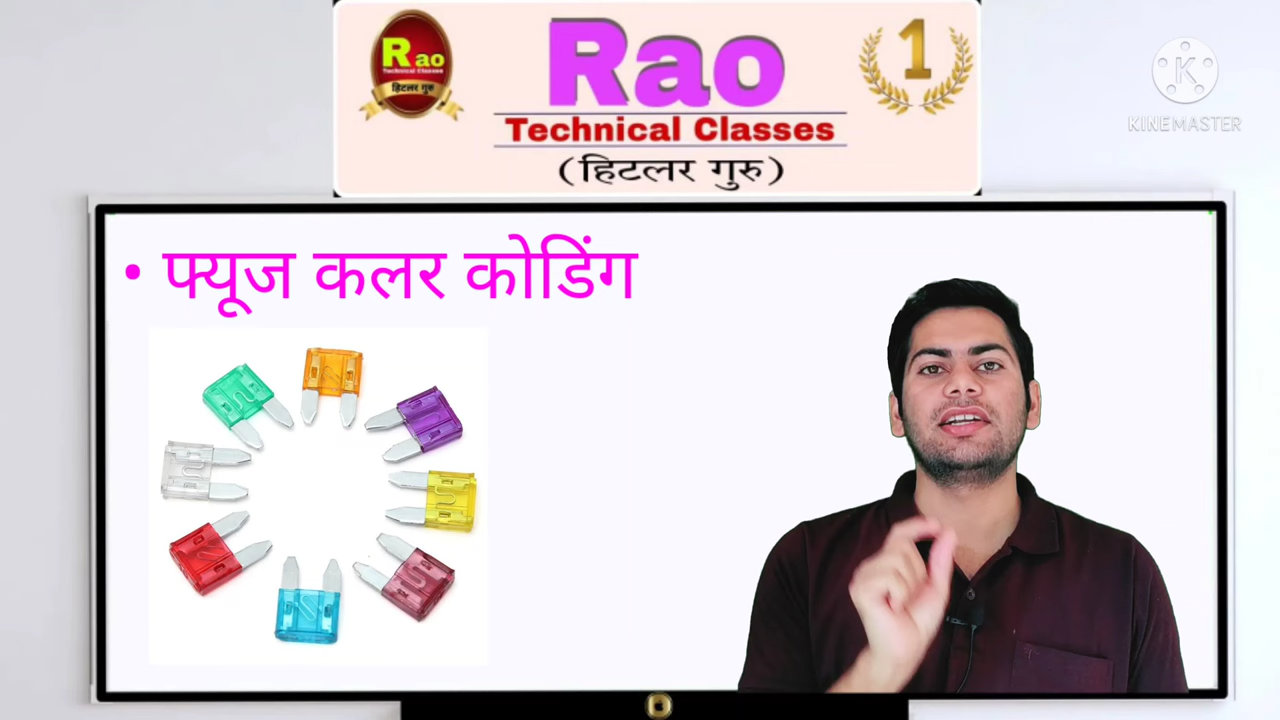 Rao
Technical Classes
हिटलर गुरु
Rao
Technical Classes
(हिटलर गुरु)
1
K
KINEMASTER
• फ्यूज कलर कोडिंग